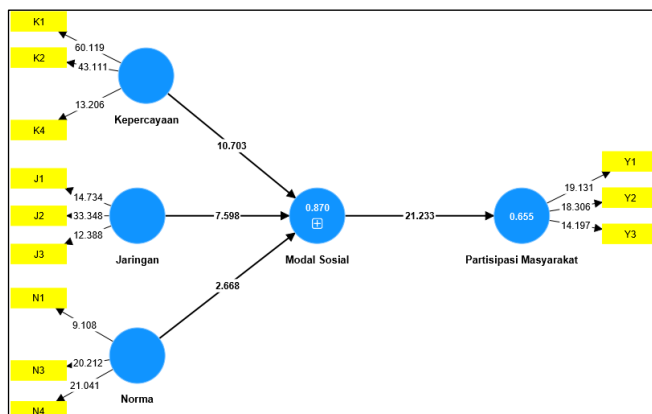 K1
60.119
K2
43.111
13.206
K4
Kepercayaan
10.703
J1
14.734
J2
33.348
J3
12.388
Jaringan
7.598
0.870
Modal Sosial
21.233
0.655
Partisipasi Masyarakat
Y1
19.131
Y2
18.306
14.197
Y3
2.668
N1
9.108
N3
20.212
21.041
N4
Norma